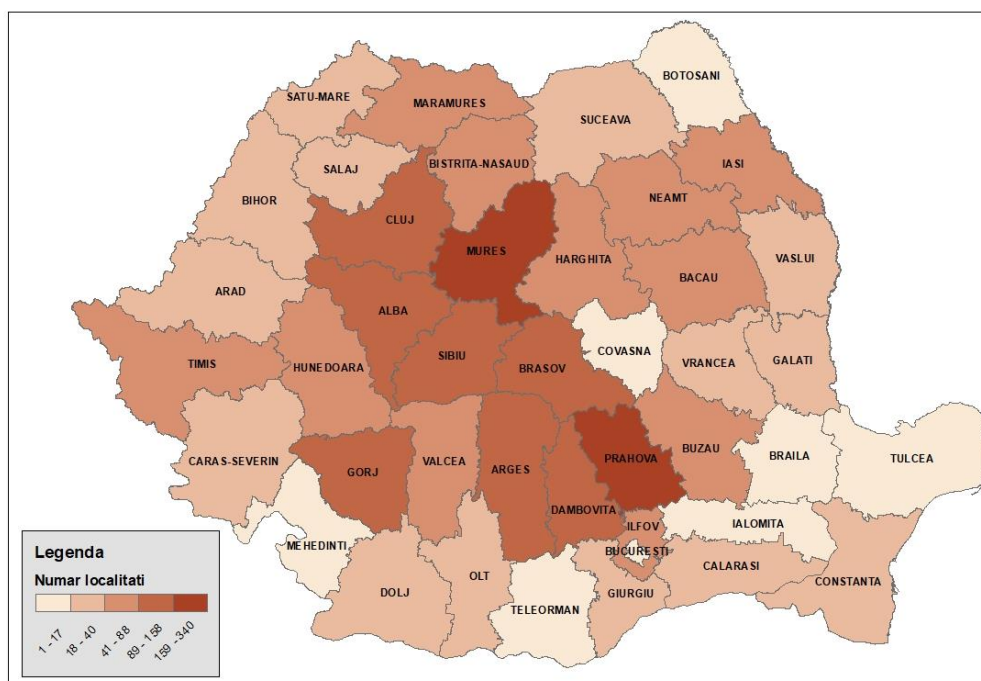 BOTOSANI
SATU-MARE
MARAMURES
SUCEAVA
IASI
SALAJ
BISTRITA-NASAUD
BIHOR
NEAMT
CLUJ
MURES
HARGHITA
VASLUI
BACAU
ARAD
ALBA
SIBIU
COVASNA
TIMIS
HUNEDOARA
BRASOV
VRANCEA
GALATI
CARAS-SEVERIN
GORJ
VALCEA
ARGES
PRAHOVA
BUZAU
BRAILA
TULCEA
DAMBOVITA
ILFOV
IALOMITA
MEHEDINTI
BUCURESTI
CALARASI
CONSTANTA
DOLJ
OLT
TELEORMAN
GIURGIU
Legenda
Numar localitati
1 - 17
18 - 40
41 - 88
89 - 158
159 - 340